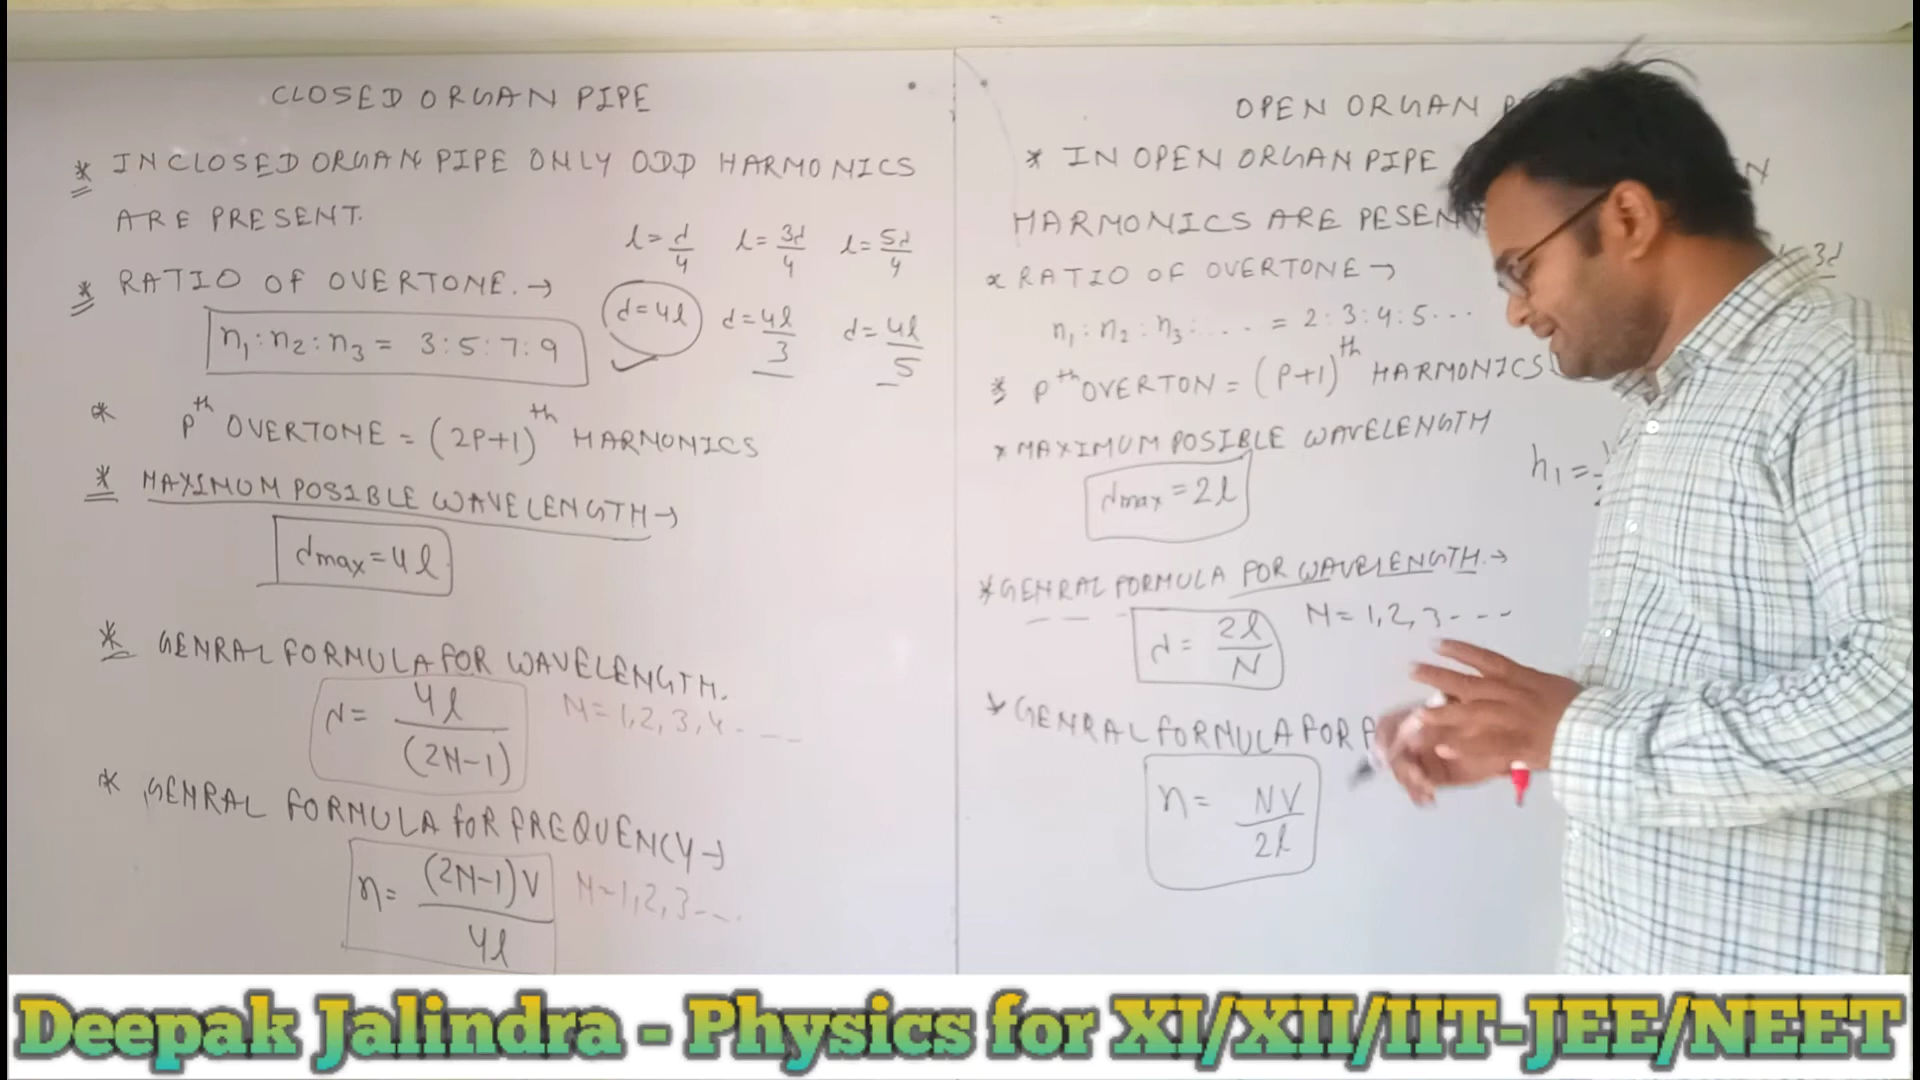 CLOSED ORGAN PIPE
* IN CLOSED ORGAN PIPE ONLY ODD HARMONICS
ARE PRESENT.
l = λ/4   l = 3λ/4   l = 5λ/4
* RATIO OF OVERTONE. →
λ = 4l   λ = 4l/3   λ = 4l/5
n₁ : n₂ : n₃ = 3 : 5 : 7 : 9
* Pᵗʰ OVERTONE = (2P+1)ᵗʰ HARMONICS
* MAXIMUM POSIBLE WAVELENGTH →
λmax = 4l
* GENRAL FORMULA FOR WAVELENGTH.
λ = 4l/(2N-1)   N = 1, 2, 3, 4 - - -
* GENRAL FORMULA FOR FREQUENCY →
n = (2N-1)V/4l   N = 1, 2, 3 - - -
OPEN ORGAN
* IN OPEN ORGAN PIPE
HARMONICS ARE PESEN
* RATIO OF OVERTONE →
3λ
n₁ : n₂ : n₃ : . . . . = 2 : 3 : 4 : 5 . . .
* Pᵗʰ OVERTON = (P+1)ᵗʰ HARMONICS
* MAXIMUM POSIBLE WAVELENGTH
λmax = 2l
n₁ =
* GENRAL FORMULA FOR WAVELENGTH. →
λ = 2l/N   N = 1, 2, 3 - - -
* GENRAL FORMULA FOR F
n = NV/2l
Deepak Jalindra - Physics for XI/XII/IIT-JEE/NEET